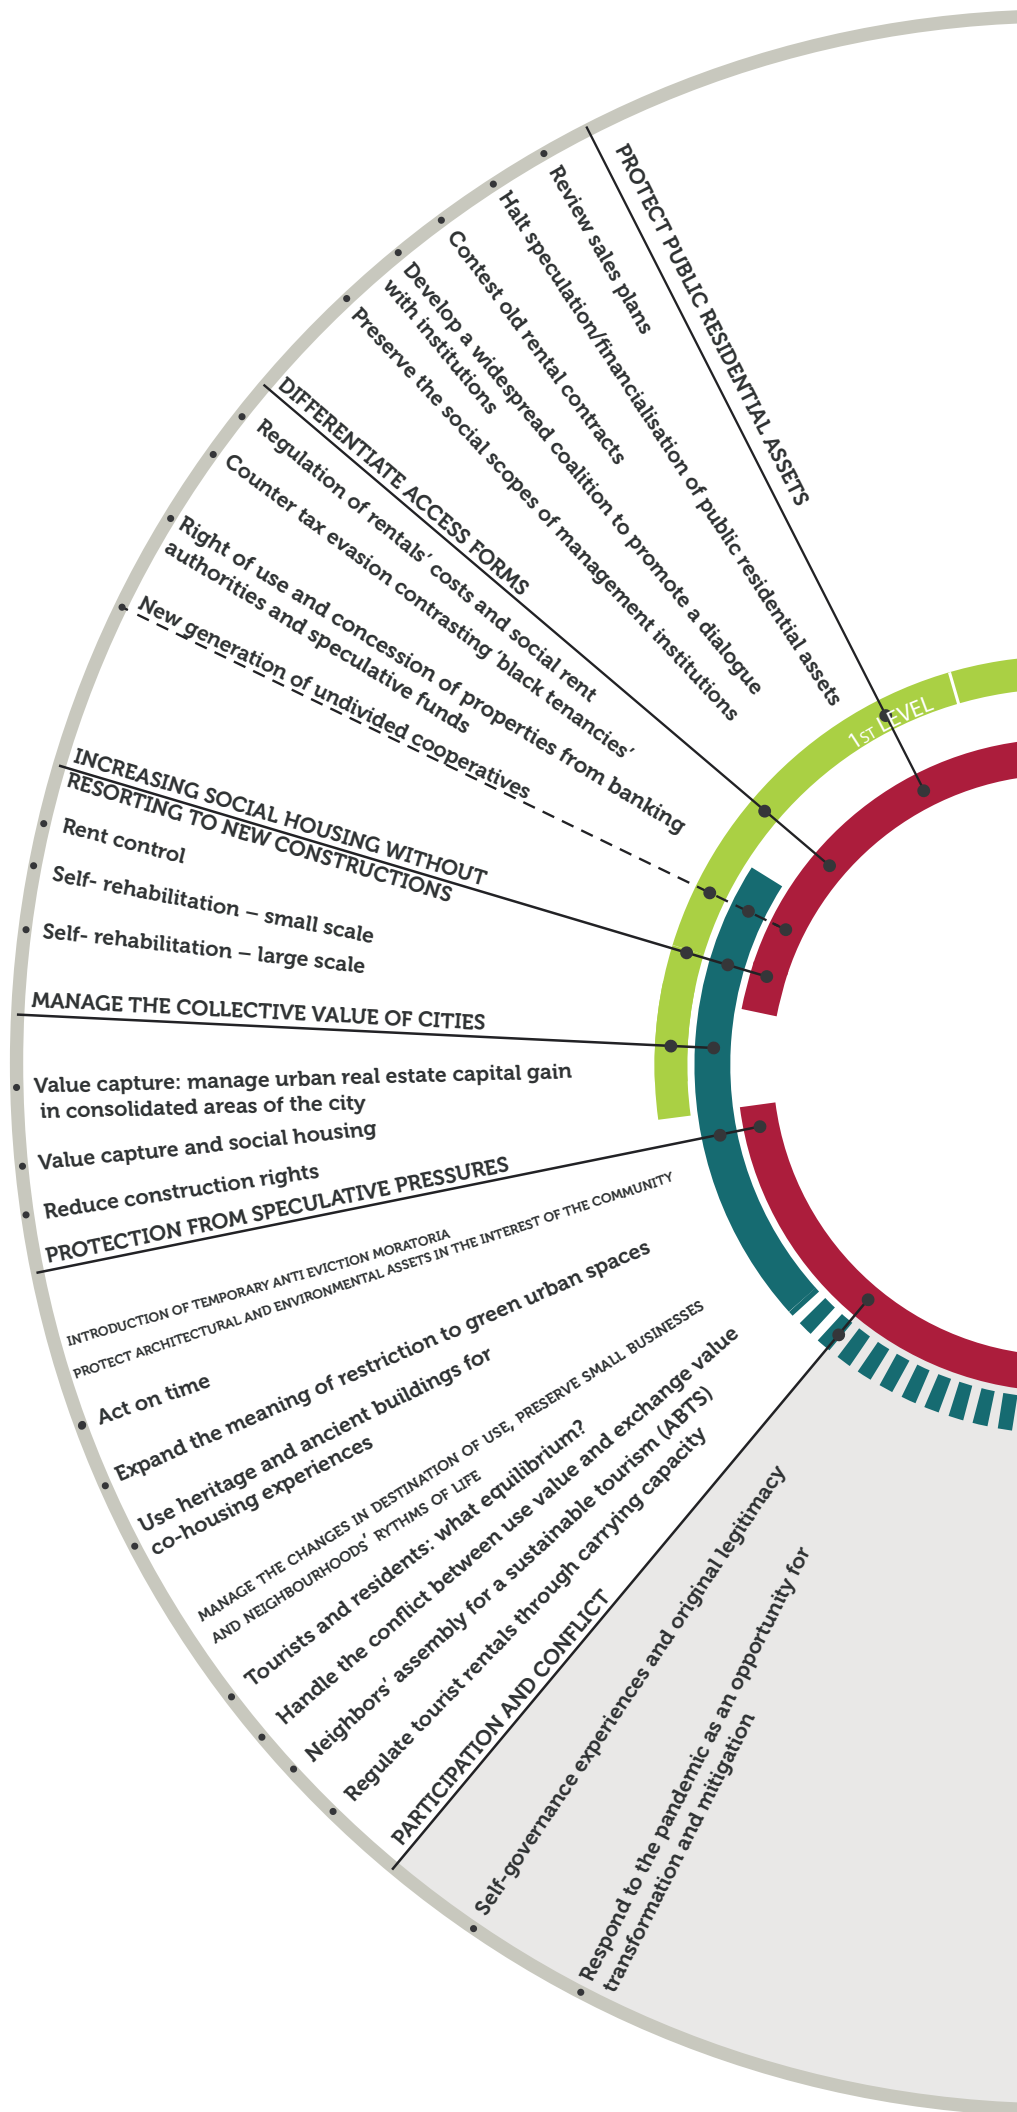 PROTECT PUBLIC RESIDENTIAL ASSETS
Review sales plans
Halt speculation/financialisation of public residential assets
Contest old rental contracts
Develop a widespread coalition to promote a dialogue
with institutions
Preserve the social scopes of management institutions
DIFFERENTIATE ACCESS FORMS
Regulation of rentals’ costs and social rent
Counter tax evasion contrasting ‘black tenancies’
Right of use and concession of properties from banking
authorities and speculative funds
New generation of undivided cooperatives
1ST LEVEL
INCREASING SOCIAL HOUSING WITHOUT
RESORTING TO NEW CONSTRUCTIONS
Rent control
Self- rehabilitation – small scale
Self- rehabilitation – large scale
MANAGE THE COLLECTIVE VALUE OF CITIES
Value capture: manage urban real estate capital gain
in consolidated areas of the city
Value capture and social housing
Reduce construction rights
PROTECTION FROM SPECULATIVE PRESSURES
INTRODUCTION OF TEMPORARY ANTI EVICTION MORATORIA
PROTECT ARCHITECTURAL AND ENVIRONMENTAL ASSETS IN THE INTEREST OF THE COMMUNITY
Act on time
Expand the meaning of restriction to green urban spaces
Use heritage and ancient buildings for
co-housing experiences
MANAGE THE CHANGES IN DESTINATION OF USE, PRESERVE SMALL BUSINESSES
AND NEIGHBOURHOODS’ RYTHMS OF LIFE
Tourists and residents: what equilibrium?
Handle the conflict between use value and exchange value
Neighbors’ assembly for a sustainable tourism (ABTS)
Regulate tourist rentals through carrying capacity
PARTICIPATION AND CONFLICT
Self-governance experiences and original legitimacy
Respond to the pandemic as an opportunity for
transformation and mitigation